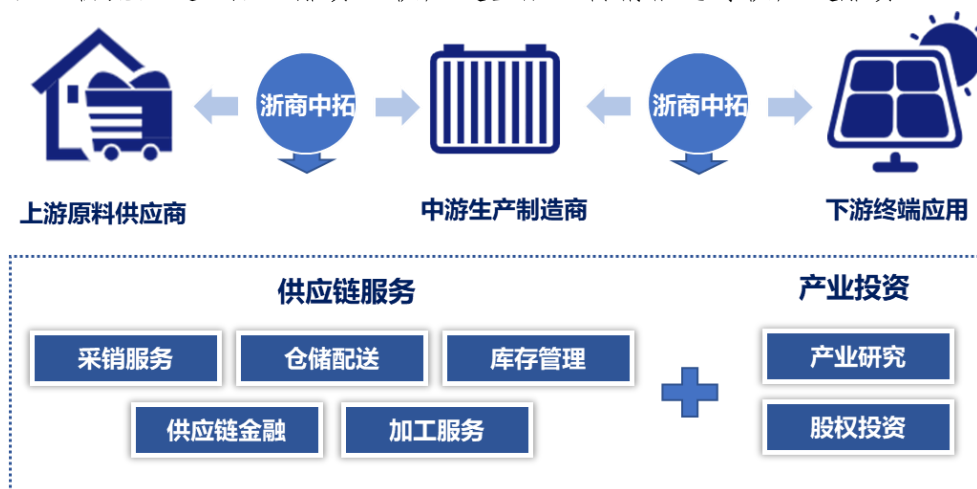 浙商中拓
浙商中拓
上游原料供应商
中游生产制造商
下游终端应用
供应链服务
产业投资
采销服务
仓储配送
库存管理
产业研究
供应链金融
加工服务
股权投资